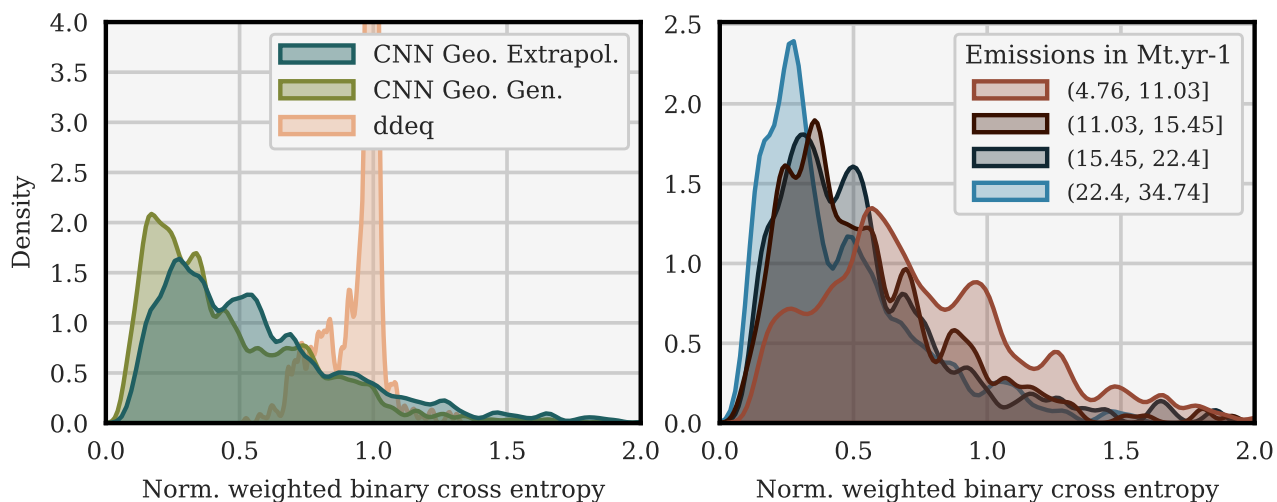 4.0
3.5
3.0
2.5
2.0
1.5
1.0
0.5
0.0
Density
CNN Geo. Extrapol.
CNN Geo. Gen.
ddeq
0.0 0.5 1.0 1.5 2.0
Norm. weighted binary cross entropy
2.5
2.0
1.5
1.0
0.5
0.0
Emissions in Mt.yr-1
(4.76, 11.03]
(11.03, 15.45]
(15.45, 22.4]
(22.4, 34.74]
0.0 0.5 1.0 1.5 2.0
Norm. weighted binary cross entropy